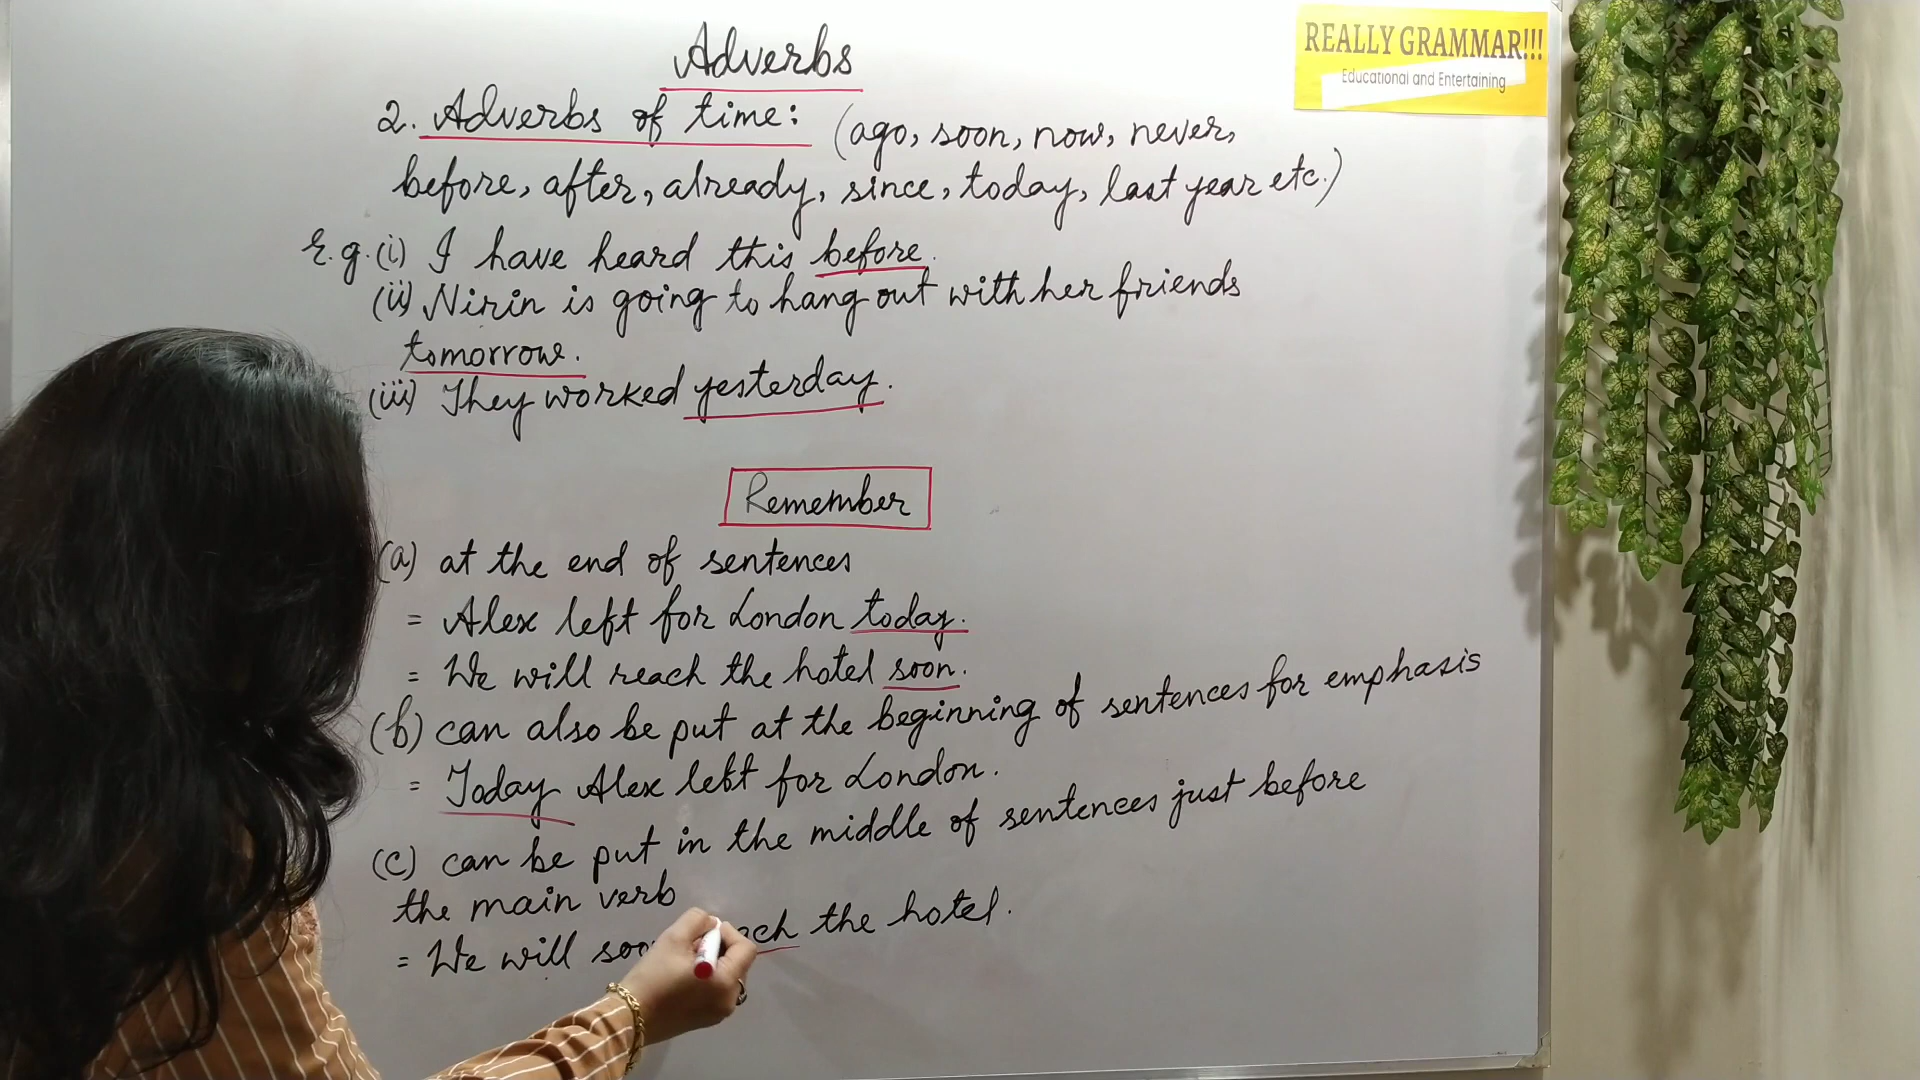 Adverbs
REALLY GRAMMAR!!!
Educational and Entertaining
2. Adverbs of time: (ago, soon, now, never,
before, after, already, since, today, last year etc.)
E.g. (i) I have heard this before.
(ii) Nirin is going to hang out with her friends
tomorrow.
(iii) They worked yesterday.
Remember
(a) at the end of sentences
= Alex left for London today.
= We will reach the hotel soon.
(b) can also be put at the beginning of sentences for emphasis
= Today Alex left for London.
(c) can be put in the middle of sentences just before
the main verb
= We will the hotel.